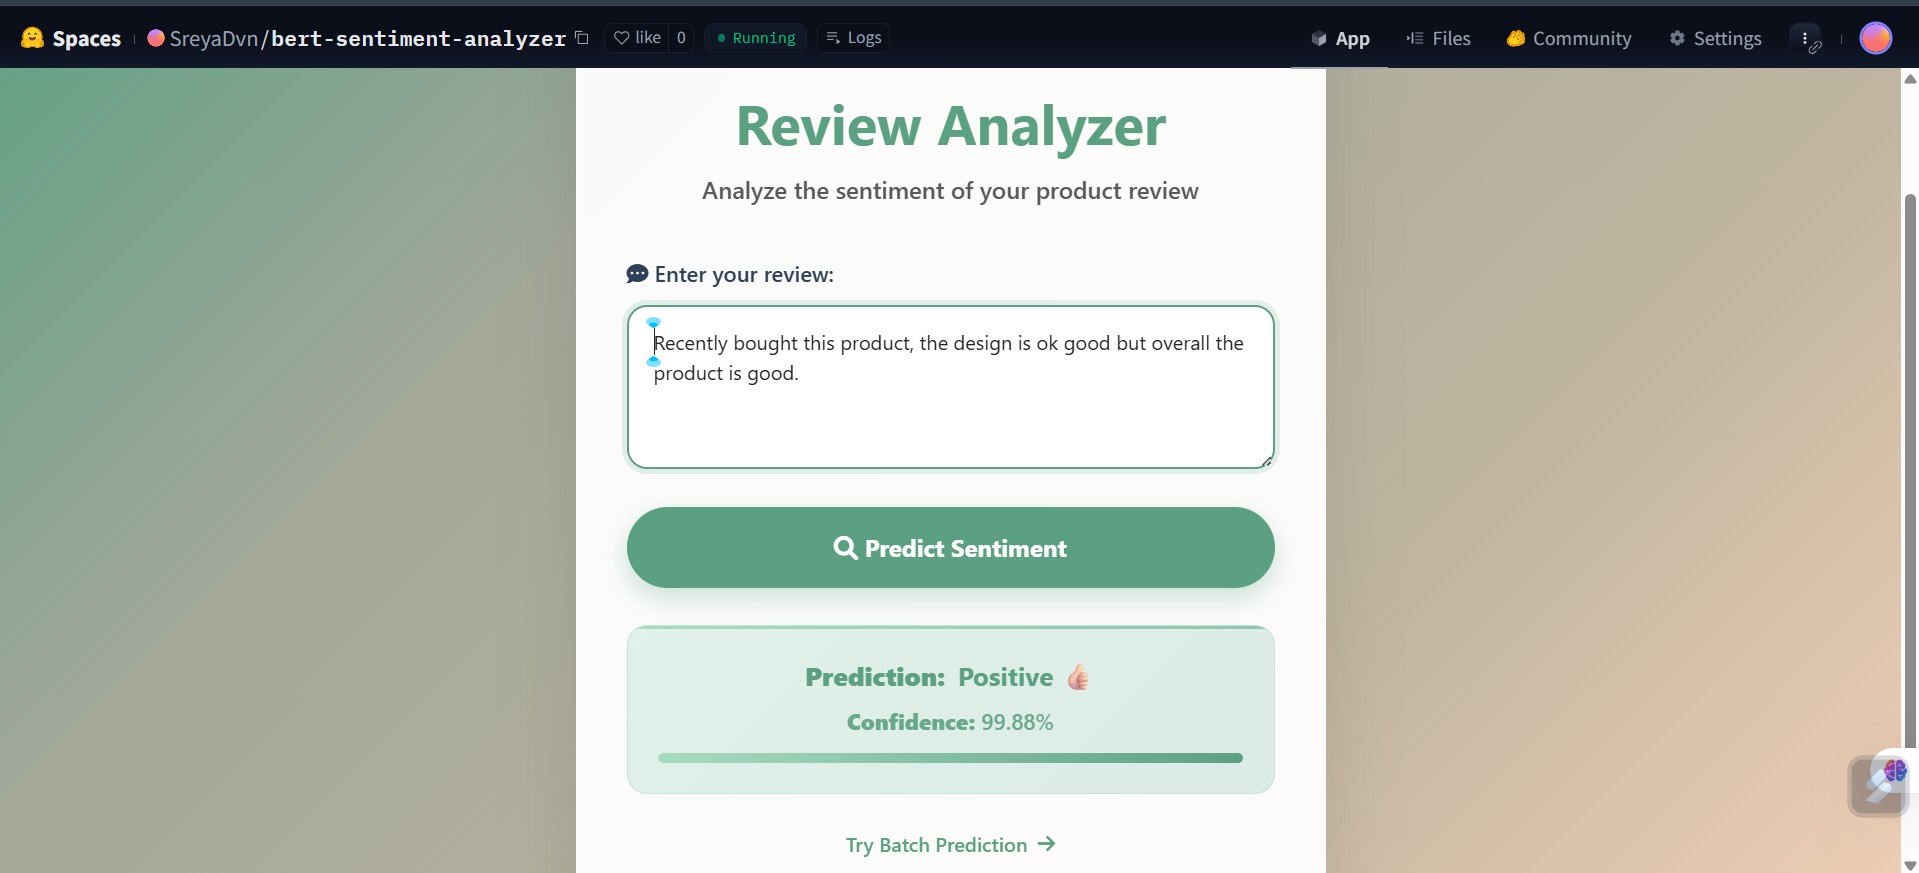 Spaces SreyaDvn/bert-sentiment-analyzer like 0 Running Logs App Files Community Settings
Review Analyzer
Analyze the sentiment of your product review
Enter your review:
Recently bought this product, the design is ok good but overall the
product is good.
Predict Sentiment
Prediction: Positive
Confidence: 99.88%
Try Batch Prediction